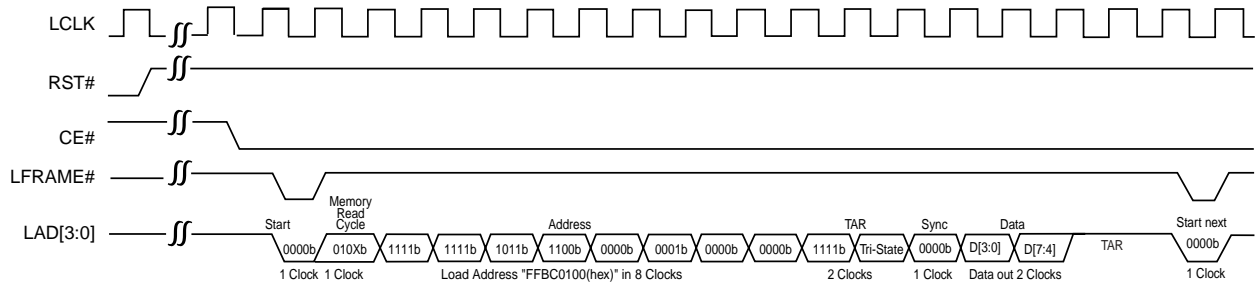 LCLK
RST#
CE#
LFRAME#
LAD[3:0]
Start
Memory
Read
Cycle
Address
TAR
Sync
Data
Start next
0000b 010Xb 1111b 1111b 1011b 1100b 0000b 0001b 0000b 0000b 1111b Tri-State 0000b D[3:0] D[7:4] TAR 0000b
1 Clock 1 Clock Load Address "FFBC0100(hex)" in 8 Clocks 2 Clocks 1 Clock Data out 2 Clocks 1 Clock